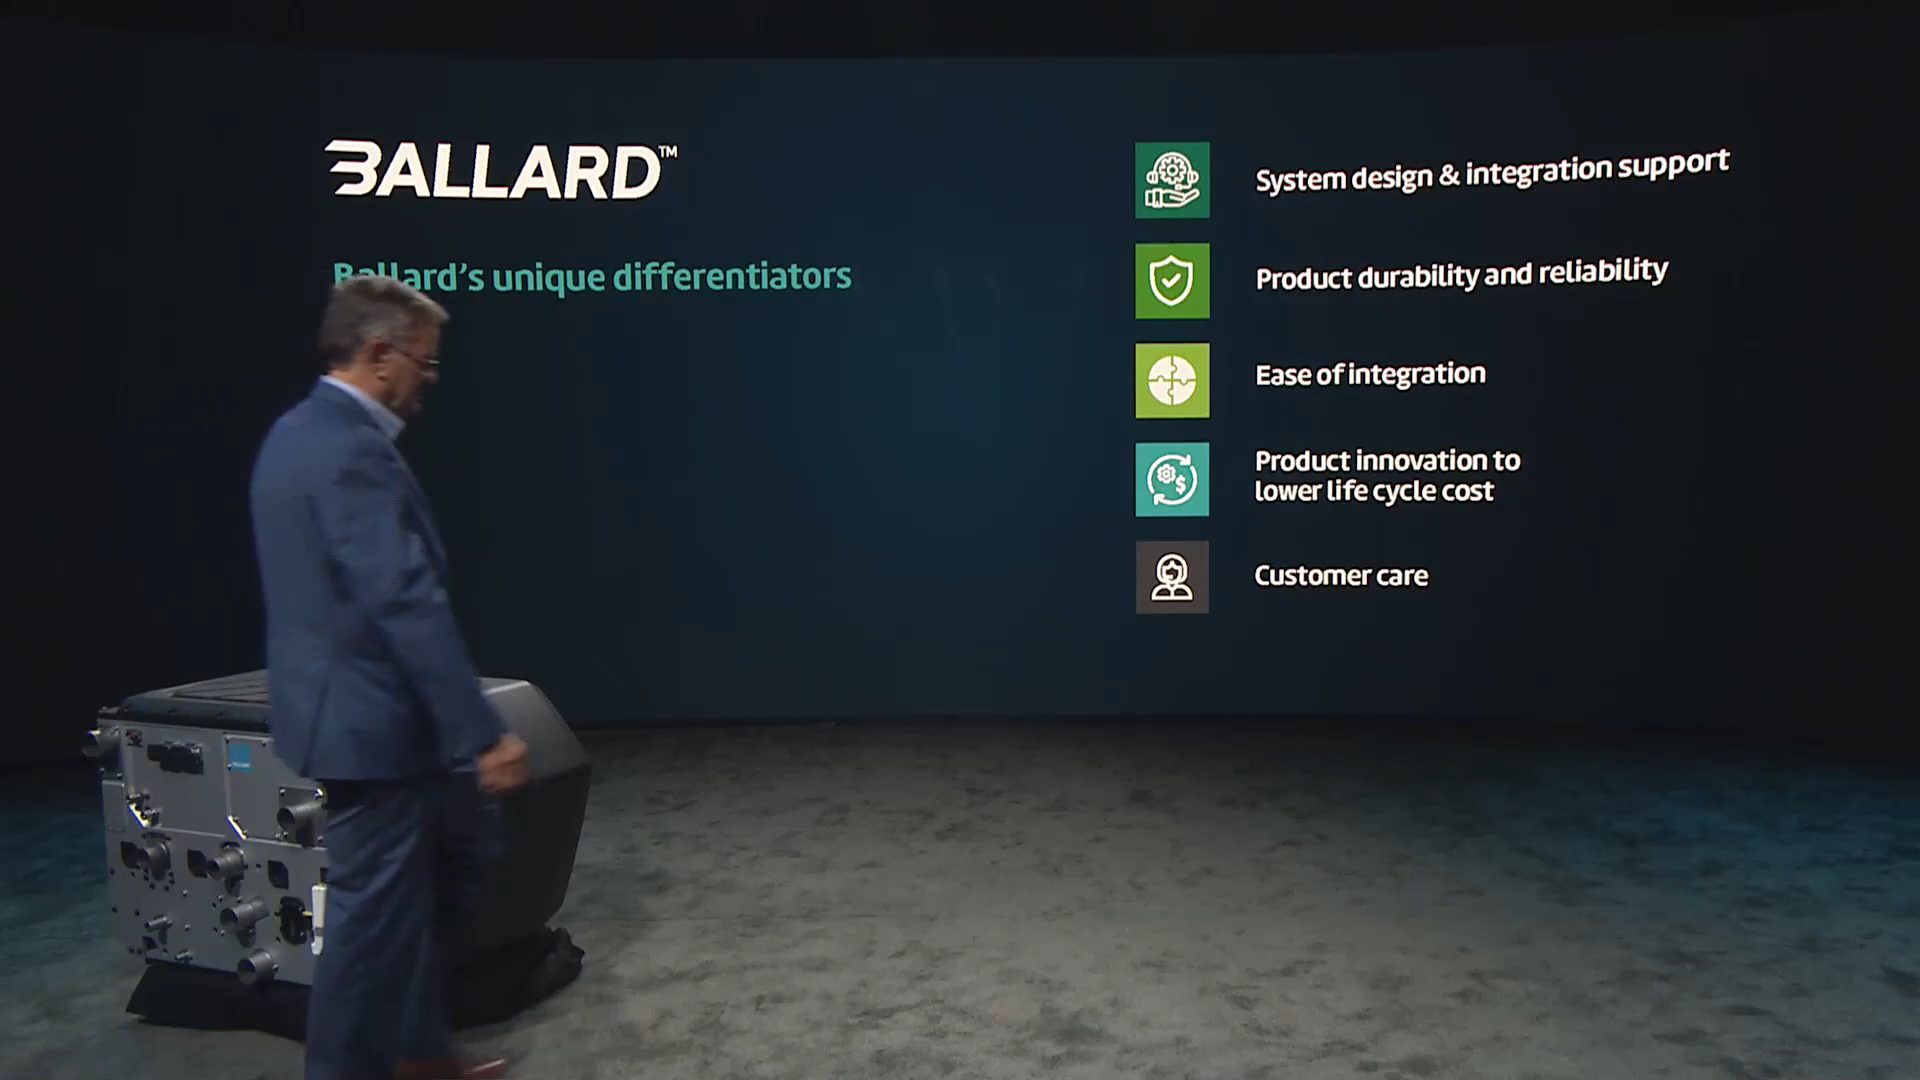 BALLARD™
Ballard's unique differentiators
System design & integration support
Product durability and reliability
Ease of integration
Product innovation to
lower life cycle cost
Customer care